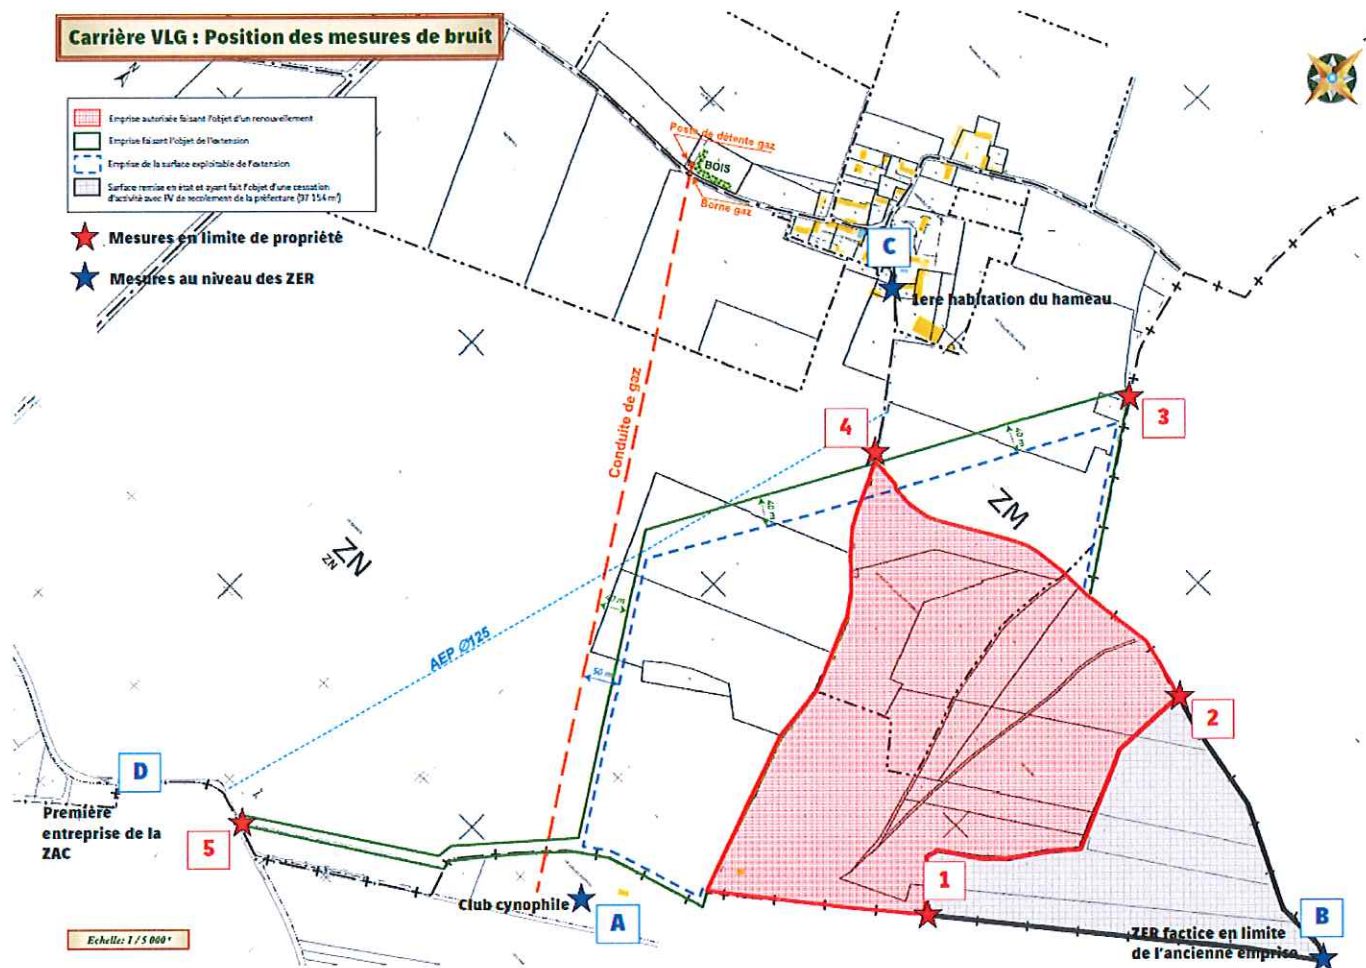 Carrière VLG : Position des mesures de bruit
Emprise autorisée faisant l'objet d'un renouvellement
Emprise faisant l'objet de l'extension
Emprise de la surface exploitable de l'extension
Surface remise en état et ayant fait l'objet d'une cessation
d'activité avec PV de recolement de la préfecture (97 154 m²)
Mesures en limite de propriété
Mesures au niveau des ZER
Poste de détente gaz
BOIS
Borne gaz
C
1ere habitation du hameau
Conduite de gaz
4
3
40 m
40 m
ZM
ZN
ZN
AEP Ø125
50 m
2
D
Première
entreprise de la
ZAC
5
1
Club cynophile
A
B
ZER factice en limite
de l'ancienne emprise
Echelle: 1 / 5 000